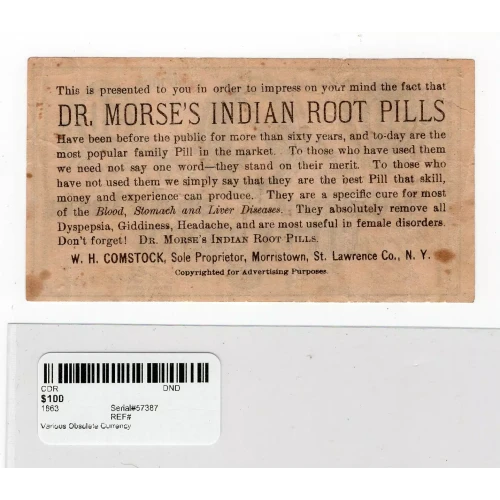 This is presented to you in order to impress on your mind the fact that
DR. MORSE'S INDIAN ROOT PILLS
Have been before the public for more than sixty years, and to-day are the
most popular family Pill in the market. To those who have used them
we need not say one word—they stand on their merit. To those who
have not used them we simply say that they are the best Pill that skill,
money and experience can produce. They are a specific cure for most
of the Blood, Stomach and Liver Diseases. They absolutely remove all
Dyspepsia, Giddiness, Headache, and are most useful in female disorders.
Don't forget! DR. MORSE'S INDIAN ROOT PILLS.
W. H. COMSTOCK, Sole Proprietor, Morristown, St. Lawrence Co., N. Y.
Copyrighted for Advertising Purposes.
CDR DND
$100
1863 Serial#57387
REF#
Various Obsolete Currency